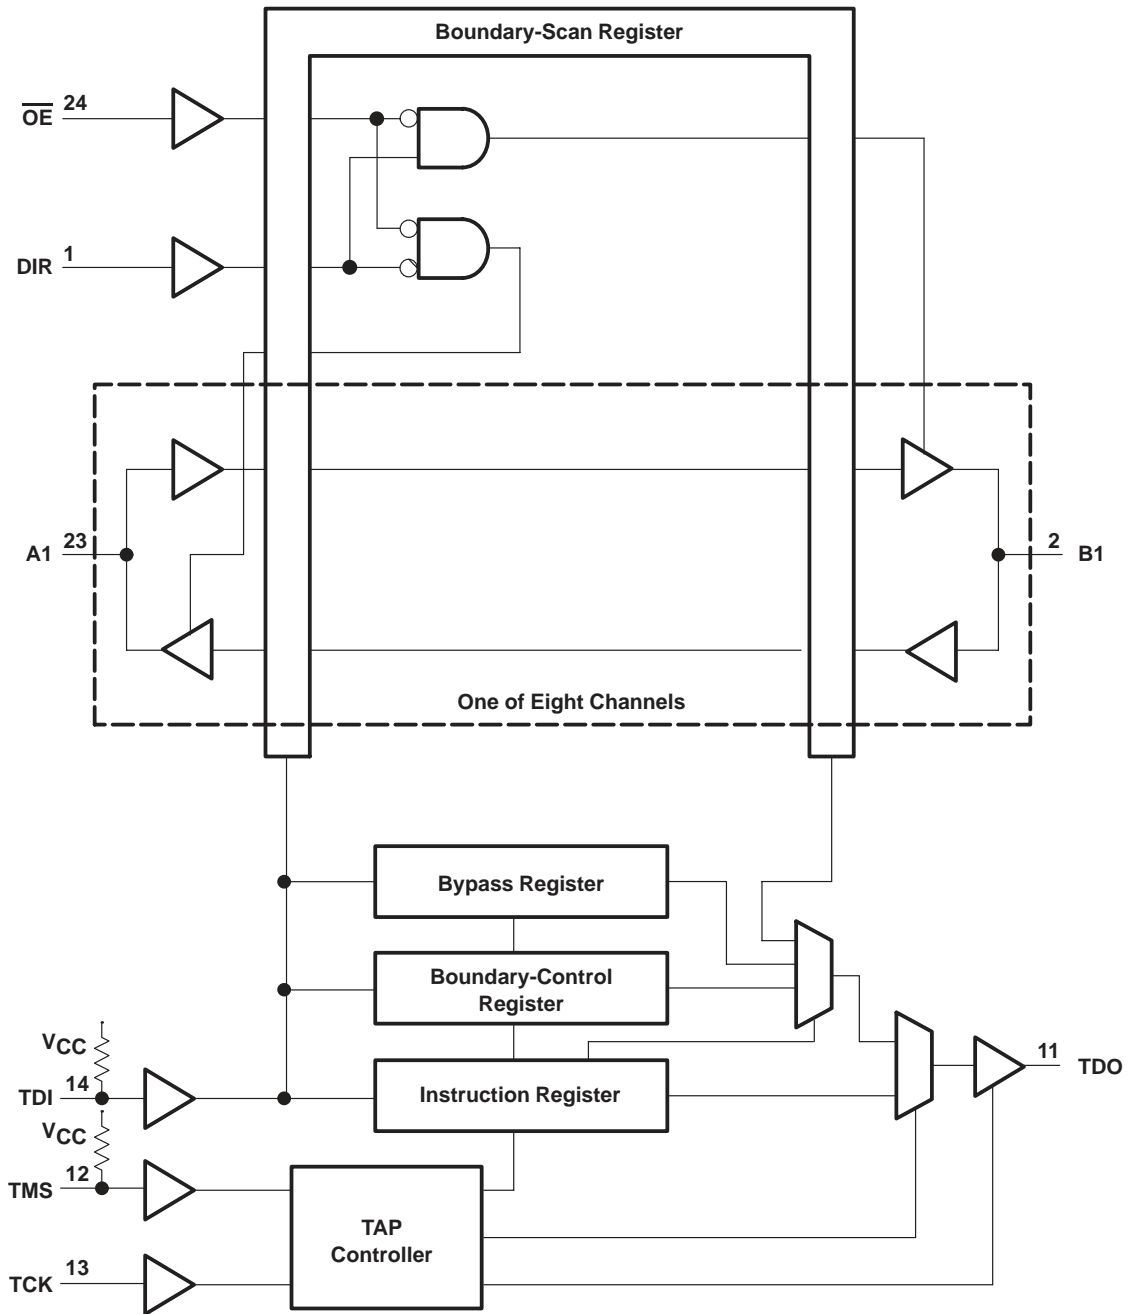 Boundary-Scan Register
OE 24
DIR 1
A1 23
2 B1
One of Eight Channels
Bypass Register
Boundary-Control
Register
VCC
TDI 14
Instruction Register
11 TDO
VCC
TMS 12
TAP
Controller
TCK 13